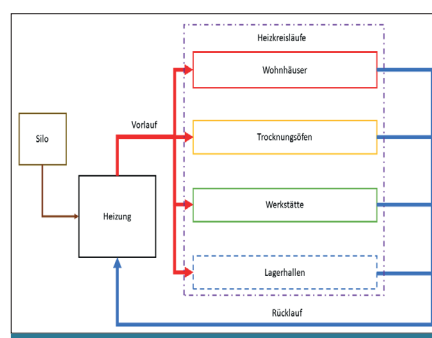 Heizkreisläufe
Wohnhäuser
Vorlauf
Trocknungsöfen
Silo
Heizung
Werkstätte
Lagerhallen
Rücklauf